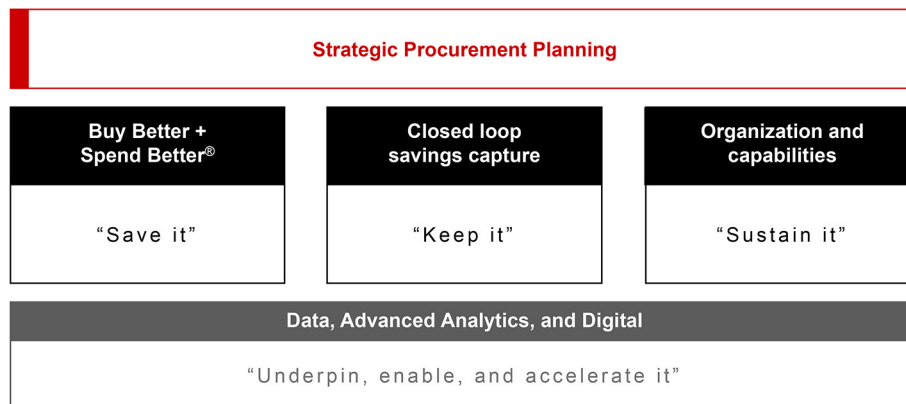 Strategic Procurement Planning
Buy Better +
Spend Better®
Closed loop
savings capture
Organization and
capabilities
“Save it”
“Keep it”
“Sustain it”
Data, Advanced Analytics, and Digital
“Underpin, enable, and accelerate it”